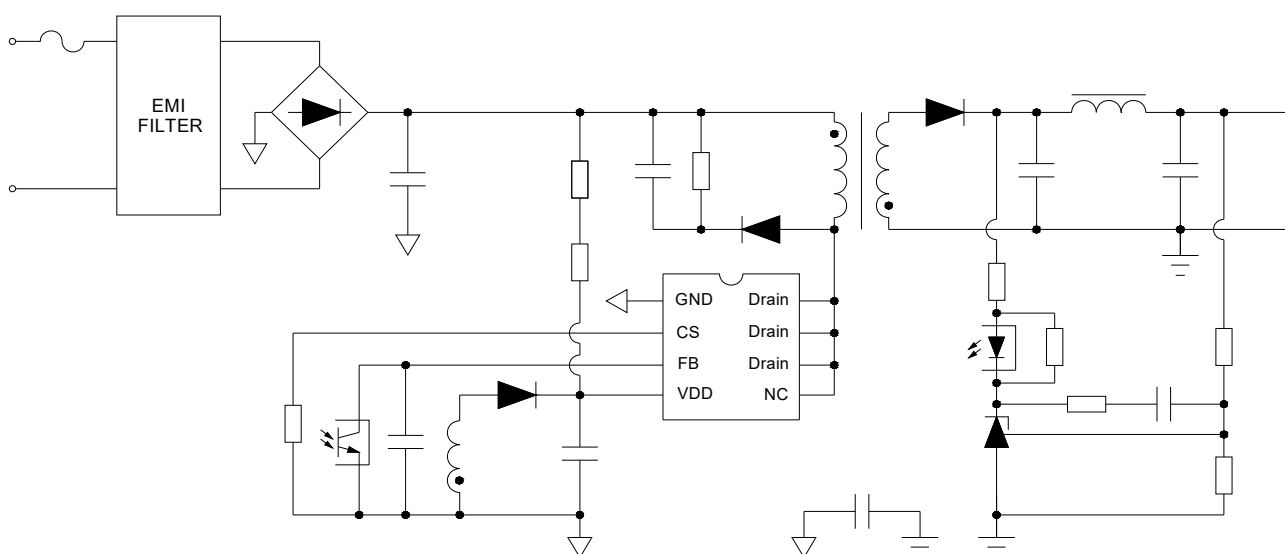 EMI
FILTER
GND Drain
CS Drain
FB Drain
VDD NC